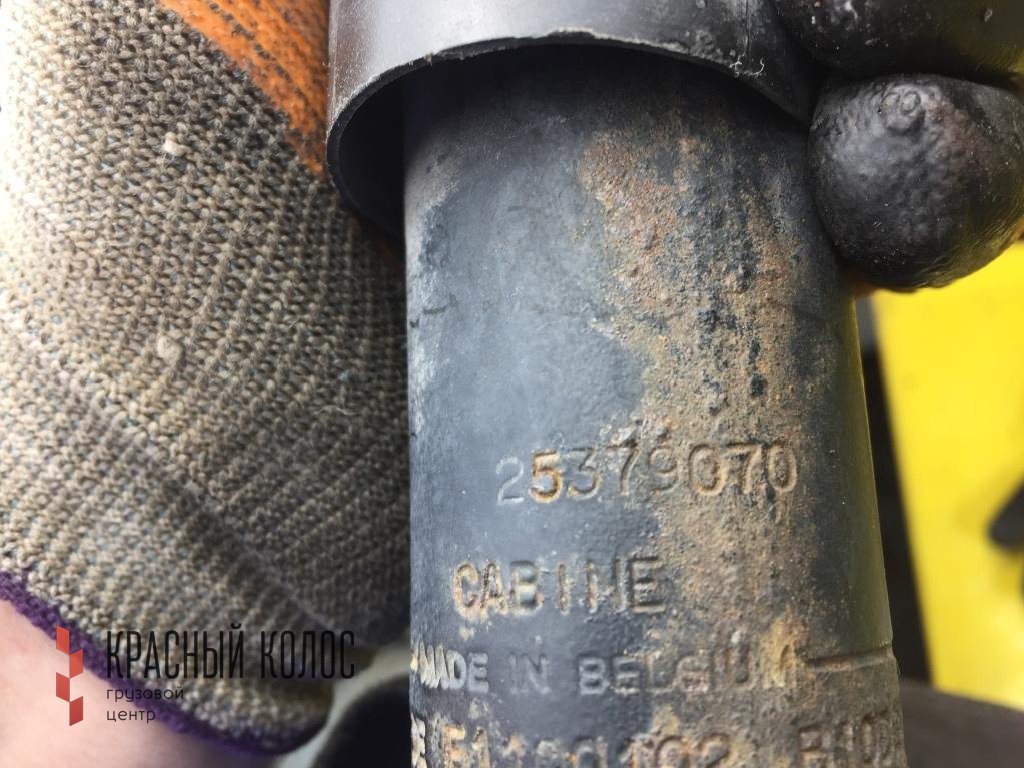 25379070
CABINE
MADE IN BELGIUM
КРАСНЫЙ КОЛОС
грузовой
центр